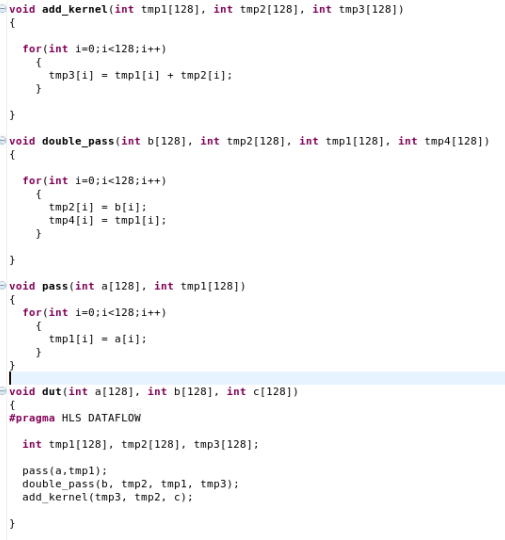 void add_kernel(int tmp1[128], int tmp2[128], int tmp3[128])
{
for(int i=0;i<128;i++)
{
tmp3[i] = tmp1[i] + tmp2[i];
}
}
void double_pass(int b[128], int tmp2[128], int tmp1[128], int tmp4[128])
{
for(int i=0;i<128;i++)
{
tmp2[i] = b[i];
tmp4[i] = tmp1[i];
}
}
void pass(int a[128], int tmp1[128])
{
for(int i=0;i<128;i++)
{
tmp1[i] = a[i];
}
}
void dut(int a[128], int b[128], int c[128])
{
#pragma HLS DATAFLOW
int tmp1[128], tmp2[128], tmp3[128];
pass(a,tmp1);
double_pass(b, tmp2, tmp1, tmp3);
add_kernel(tmp3, tmp2, c);
}